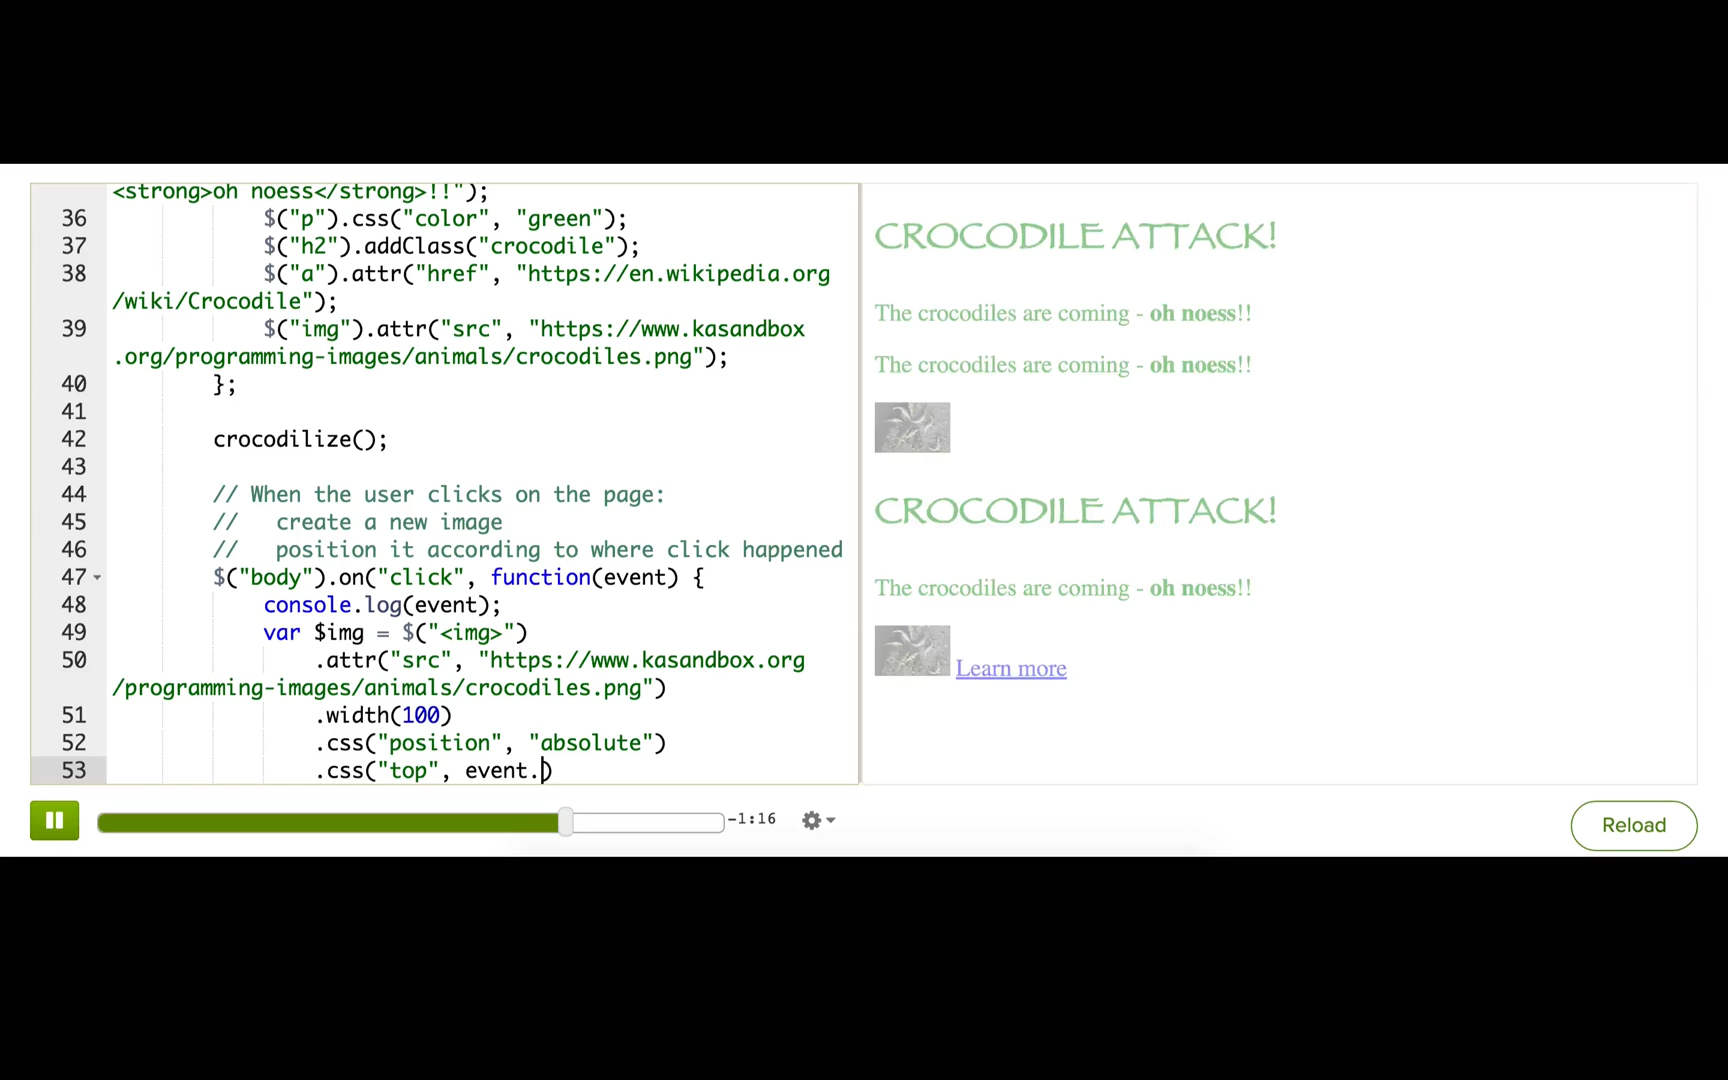 <strong>oh noess</strong>!!");
36 $("p").css("color", "green");
37 $("h2").addClass("crocodile");
38 $("a").attr("href", "https://en.wikipedia.org
/wiki/Crocodile");
39 $("img").attr("src", "https://www.kasandbox
.org/programming-images/animals/crocodiles.png");
40 };
41
42 crocodilize();
43
44 // When the user clicks on the page:
45 //   create a new image
46 //   position it according to where click happened
47 $("body").on("click", function(event) {
48 console.log(event);
49 var $img = $("<img>")
50 .attr("src", "https://www.kasandbox.org
/programming-images/animals/crocodiles.png")
51 .width(100)
52 .css("position", "absolute")
53 .css("top", event.)
CROCODILE ATTACK!
The crocodiles are coming - oh noess!!
The crocodiles are coming - oh noess!!
CROCODILE ATTACK!
The crocodiles are coming - oh noess!!
Learn more
-1:16
Reload